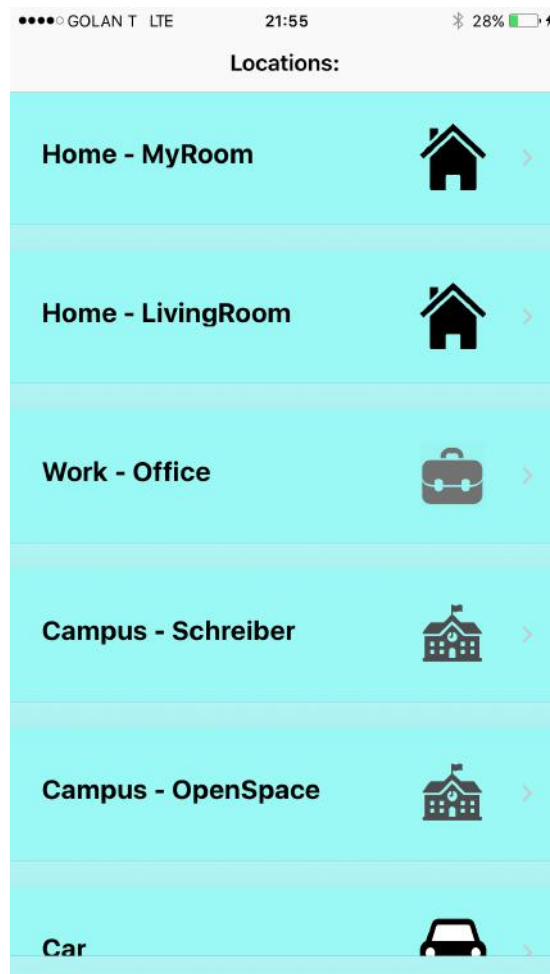 GOLAN T LTE 21:55 28%
Locations:
Home - MyRoom
Home - LivingRoom
Work - Office
Campus - Schreiber
Campus - OpenSpace
Car